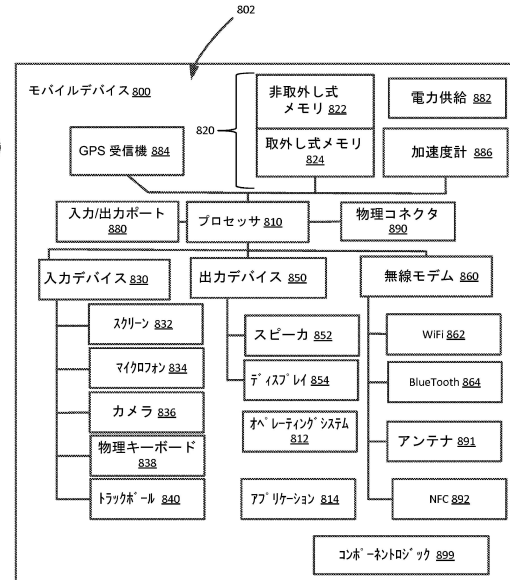 802
モバイルデバイス 800
非取外し式
メモリ 822
電力供給 882
820
GPS 受信機 884
取外し式メモリ
824
加速度計 886
入力/出力ポート
880
プロセッサ 810
物理コネクタ
890
入力デバイス 830
出力デバイス 850
無線モデム 860
スクリーン 832
スピーカ 852
WiFi 862
マイクロフォン 834
ディスプレイ 854
BlueTooth 864
カメラ 836
オペレーティングシステム
812
物理キーボード
838
アンテナ 891
トラックボール 840
アプリケーション 814
NFC 892
コンポーネントロジック 899